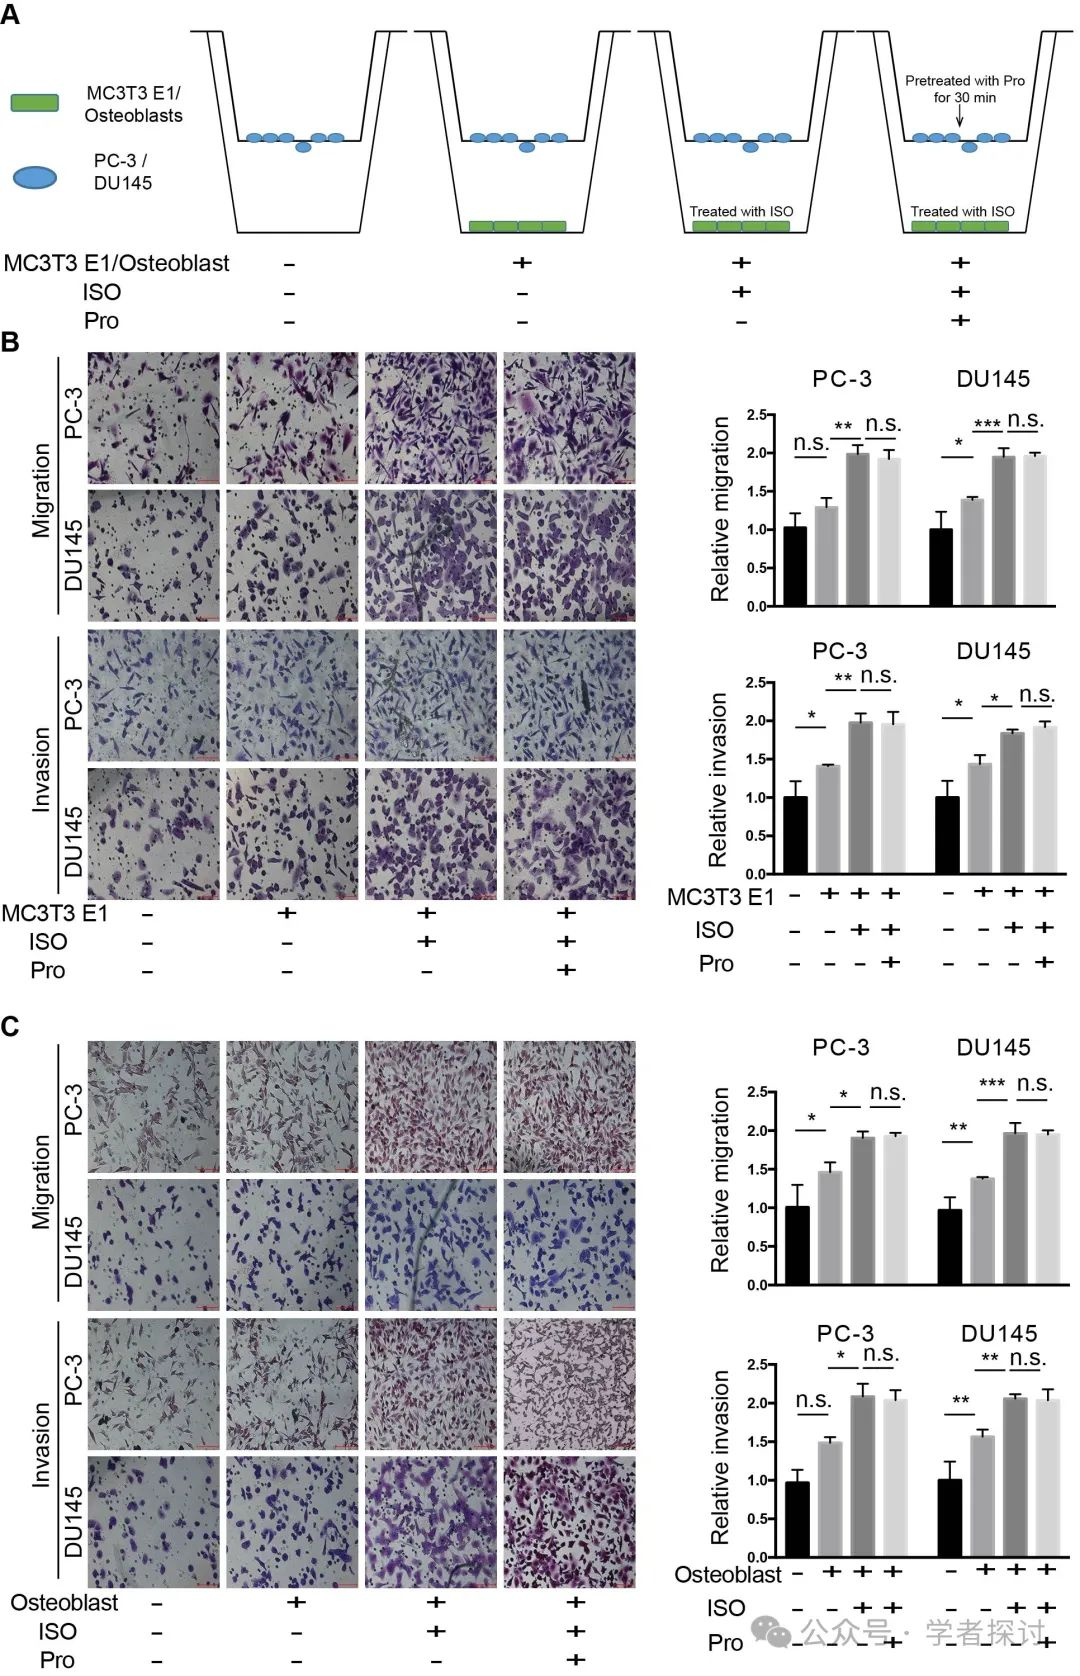 A
MC3T3 E1/
Osteoblasts
PC-3 /
DU145
Pretreated with Pro
for 30 min
Treated with ISO
Treated with ISO
MC3T3 E1/Osteoblast – + + +
ISO – – + +
Pro – – – +
B
Migration
PC-3
DU145
Invasion
PC-3
DU145
MC3T3 E1 – + + +
ISO – – + +
Pro – – – +
PC-3 DU145
Relative migration
2.5
2.0
1.5
1.0
0.5
0.0
n.s. ** n.s. * *** n.s.
PC-3 DU145
Relative invasion
2.5
2.0
1.5
1.0
0.5
0.0
* ** n.s. * * n.s.
MC3T3 E1 – + + + – + + +
ISO – – + + – – + +
Pro – – – + – – – +
C
Migration
PC-3
DU145
Invasion
PC-3
DU145
Osteoblast – + + +
ISO – – + +
Pro – – – +
PC-3 DU145
Relative migration
2.5
2.0
1.5
1.0
0.5
0.0
* * n.s. ** *** n.s.
PC-3 DU145
Relative invasion
2.5
2.0
1.5
1.0
0.5
0.0
n.s. * n.s. ** ** n.s.
Osteoblast – + + + – + + +
ISO – – + + – – + +
Pro – – – + – – – +
公众号 · 学者探讨